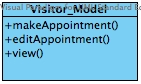 Visitor_Model
+makeAppointment()
+editAppointment()
+view()